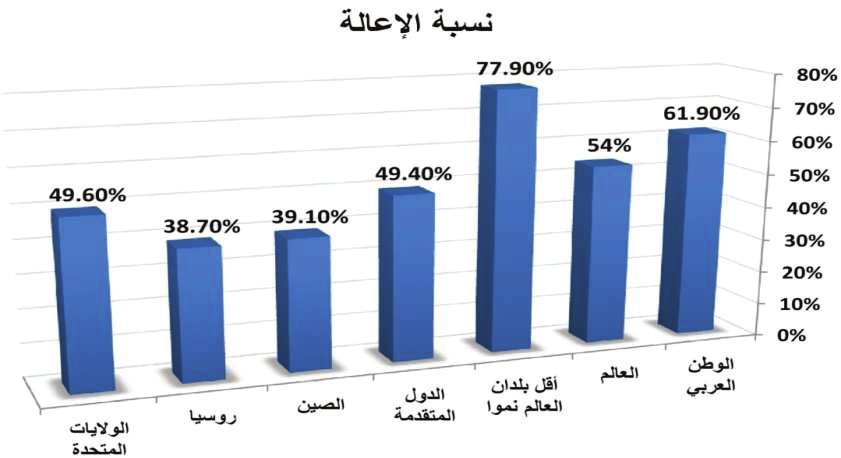 نسبة الإعالة
77.90%
61.90%
54%
49.40%
49.60%
39.10%
38.70%
80%
70%
60%
50%
40%
30%
20%
10%
0%
الوطن
العربي
العالم
أقل بلدان
العالم نموا
الدول
المتقدمة
الصين
روسيا
الولايات
المتحدة